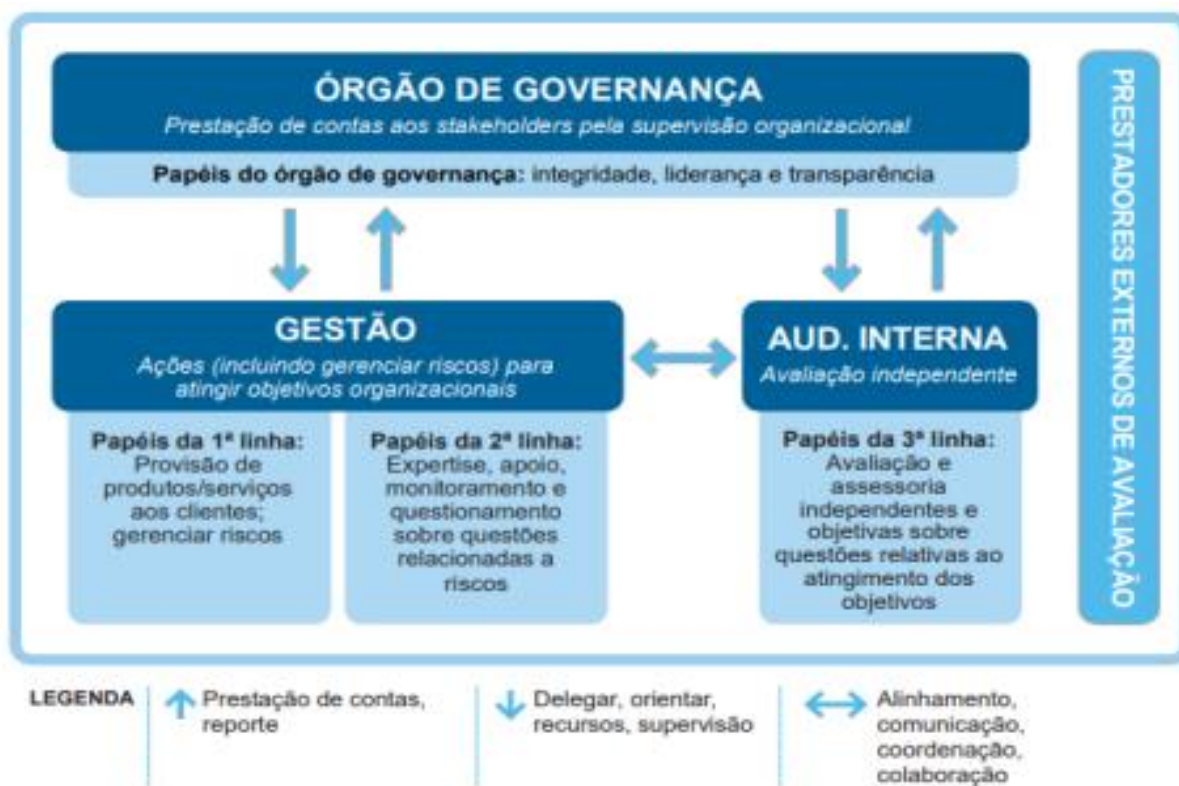 ÓRGÃO DE GOVERNANÇA
Prestação de contas aos stakeholders pela supervisão organizacional
Papéis do órgão de governança: integridade, liderança e transparência
GESTÃO
Ações (incluindo gerenciar riscos) para
atingir objetivos organizacionais
Papéis da 1ª linha:
Provisão de
produtos/serviços
aos clientes;
gerenciar riscos
Papéis da 2ª linha:
Expertise, apoio,
monitoramento e
questionamento
sobre questões
relacionadas a
riscos
AUD. INTERNA
Avaliação independente
Papéis da 3ª linha:
Avaliação e
assessoria
independentes e
objetivas sobre
questões relativas ao
atingimento dos
objetivos
PRESTADORES EXTERNOS DE AVALIAÇÃO
LEGENDA
Prestação de contas,
reporte
Delegar, orientar,
recursos, supervisão
Alinhamento,
comunicação,
coordenação,
colaboração